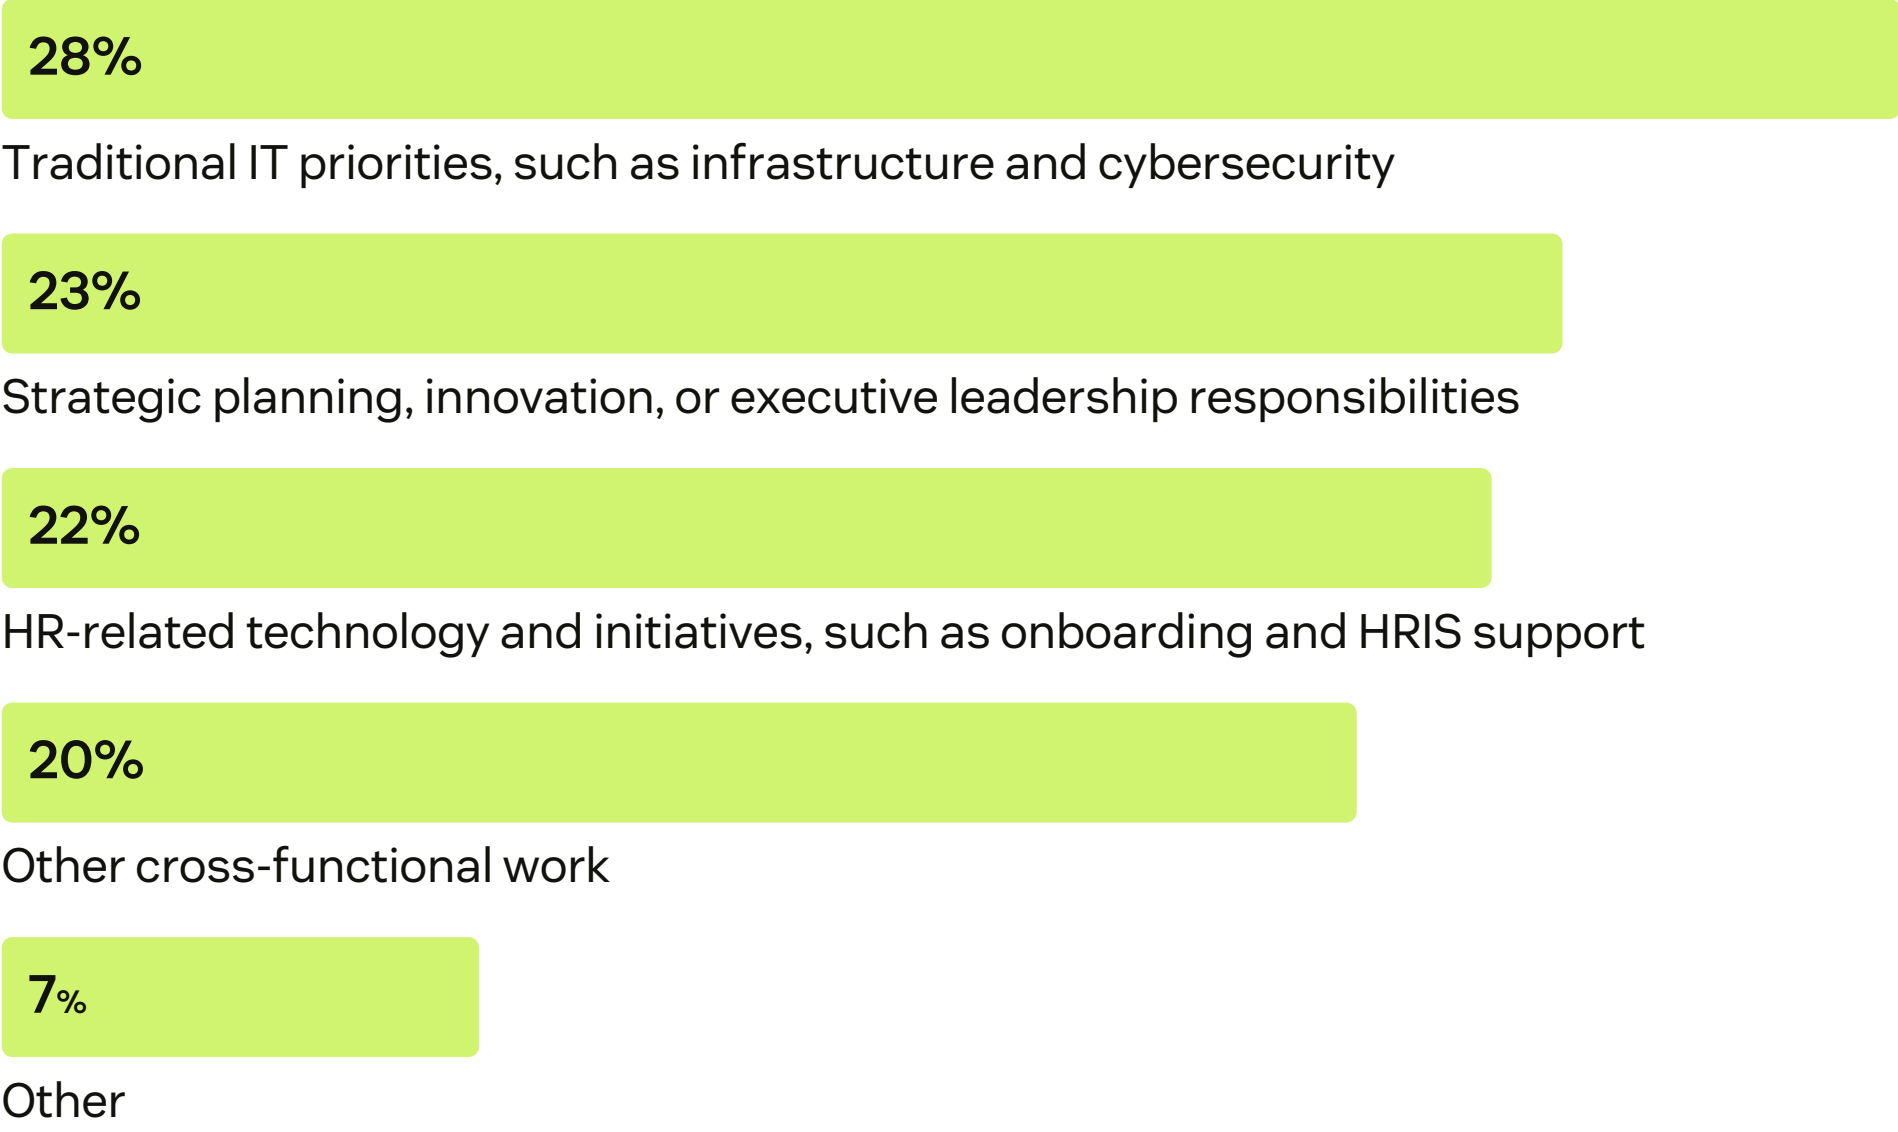 28%
Traditional IT priorities, such as infrastructure and cybersecurity
23%
Strategic planning, innovation, or executive leadership responsibilities
22%
HR-related technology and initiatives, such as onboarding and HRIS support
20%
Other cross-functional work
7%
Other